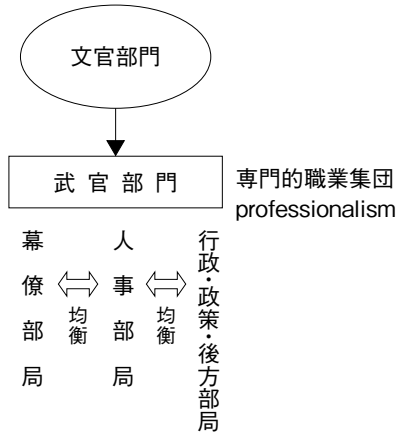 文官部門
武官部門
専門的職業集団
professionalism
幕僚部局
均衡
人事部局
均衡
行政・政策・後方部局